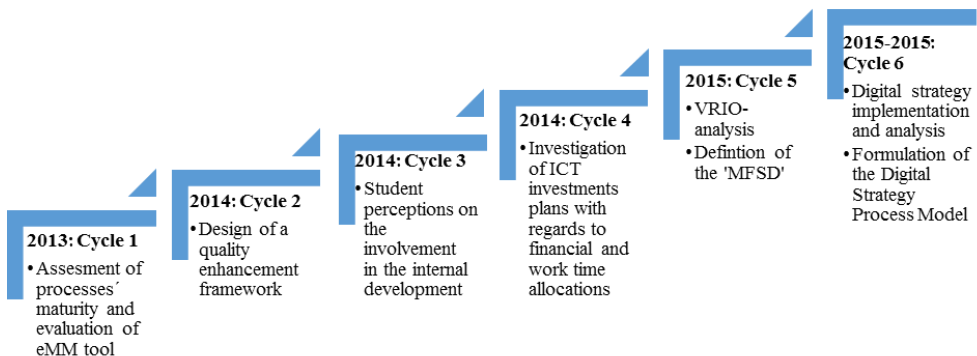 2013: Cycle 1
•Assesment of
processes´
maturity and
evaluation of
eMM tool
2014: Cycle 2
•Design of a
quality
enhancement
framework
2014: Cycle 3
•Student
perceptions on
the
involvement
in the internal
development
2014: Cycle 4
•Investigation
of ICT
investments
plans with
regards to
financial and
work time
allocations
2015: Cycle 5
•VRIO-
analysis
•Defintion of
the 'MFSD'
2015-2015:
Cycle 6
•Digital strategy
implementation
and analysis
•Formulation of
the Digital
Strategy
Process Model